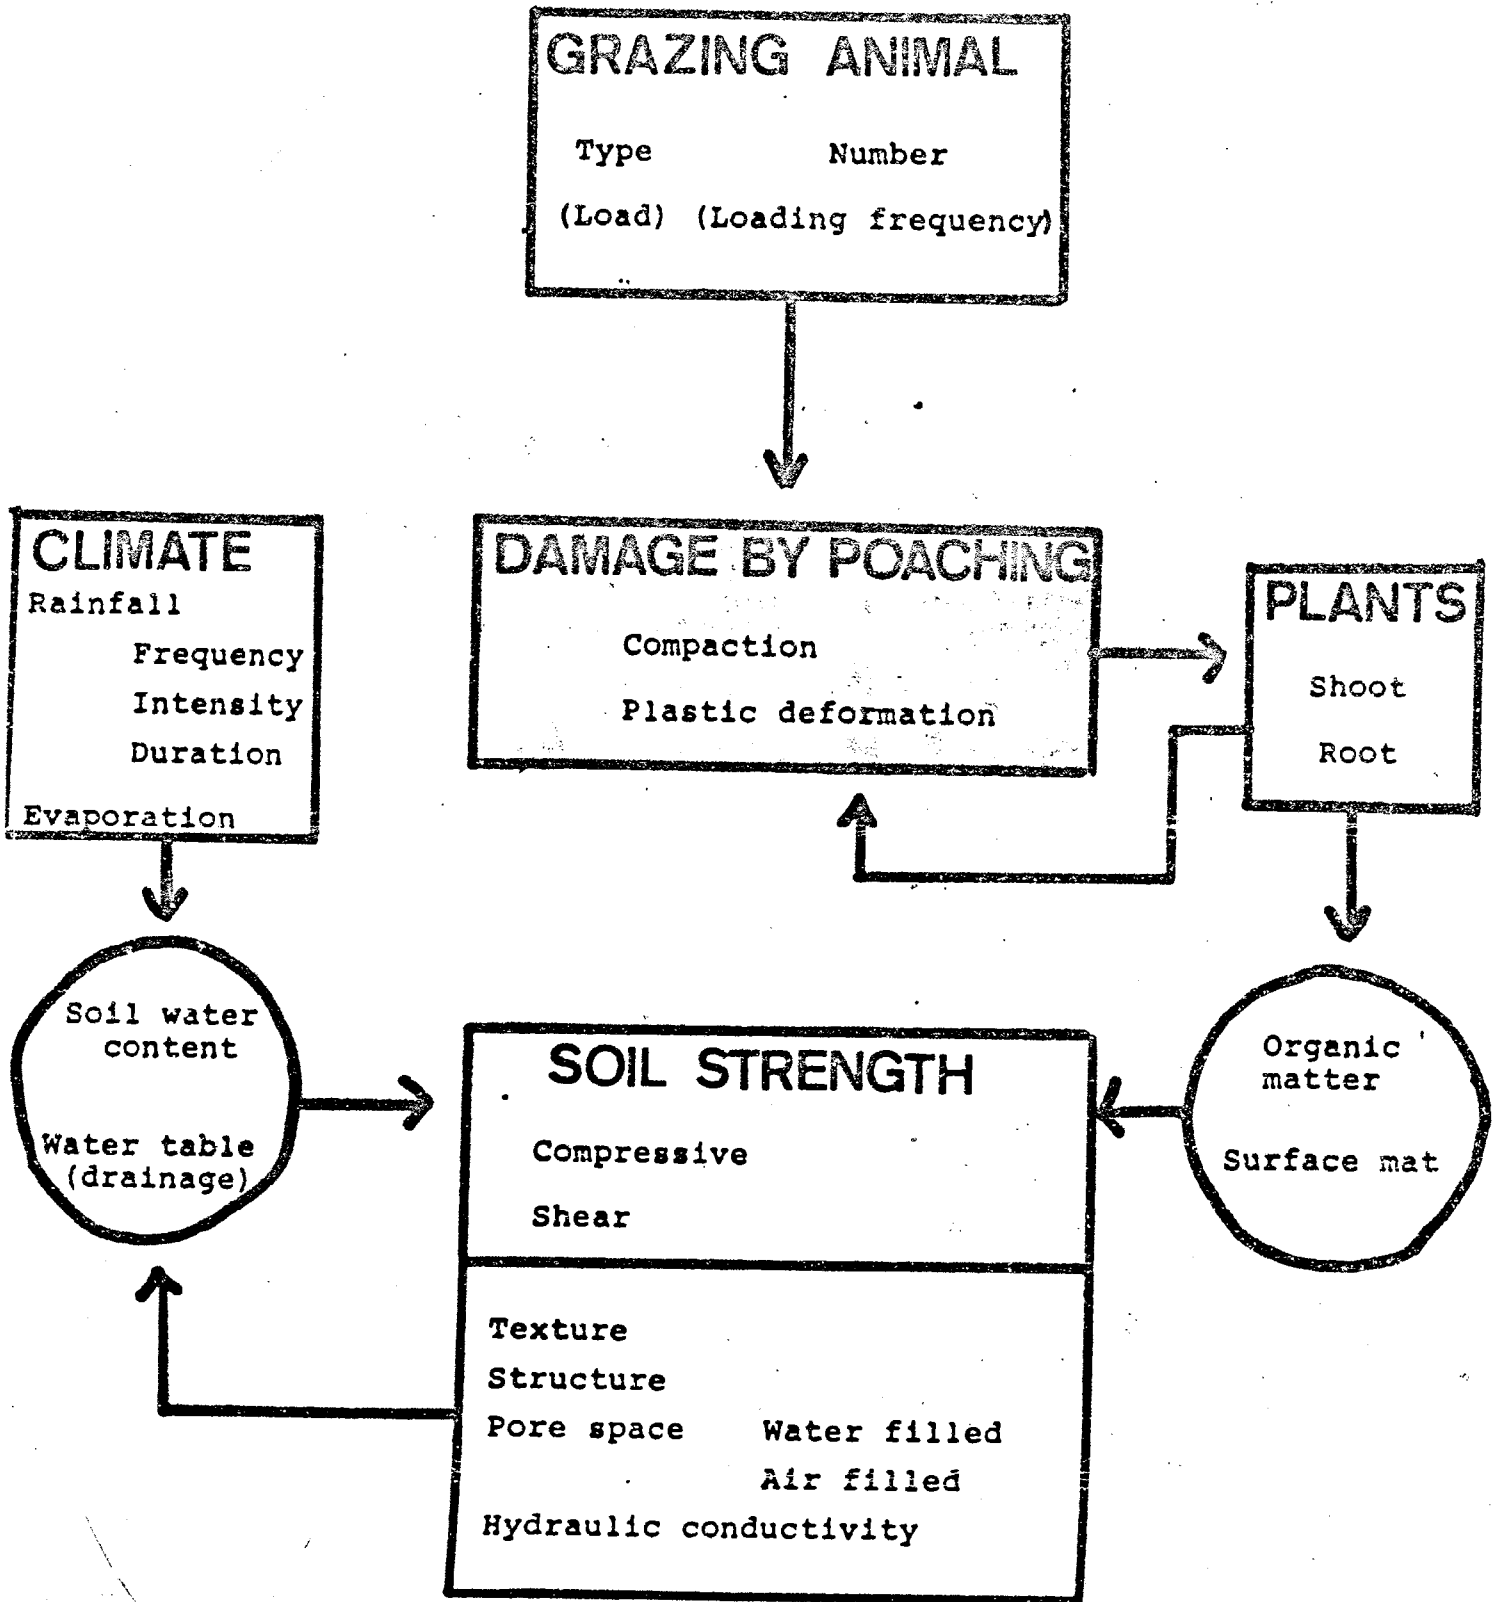 GRAZING ANIMAL
Type Number
(Load) (Loading frequency)
CLIMATE
Rainfall
Frequency
Intensity
Duration
Evaporation
DAMAGE BY POACHING
Compaction
Plastic deformation
PLANTS
Shoot
Root
Soil water
content
Water table
(drainage)
SOIL STRENGTH
Compressive
Shear
Texture
Structure
Pore space Water filled
Air filled
Hydraulic conductivity
Organic
matter
Surface mat